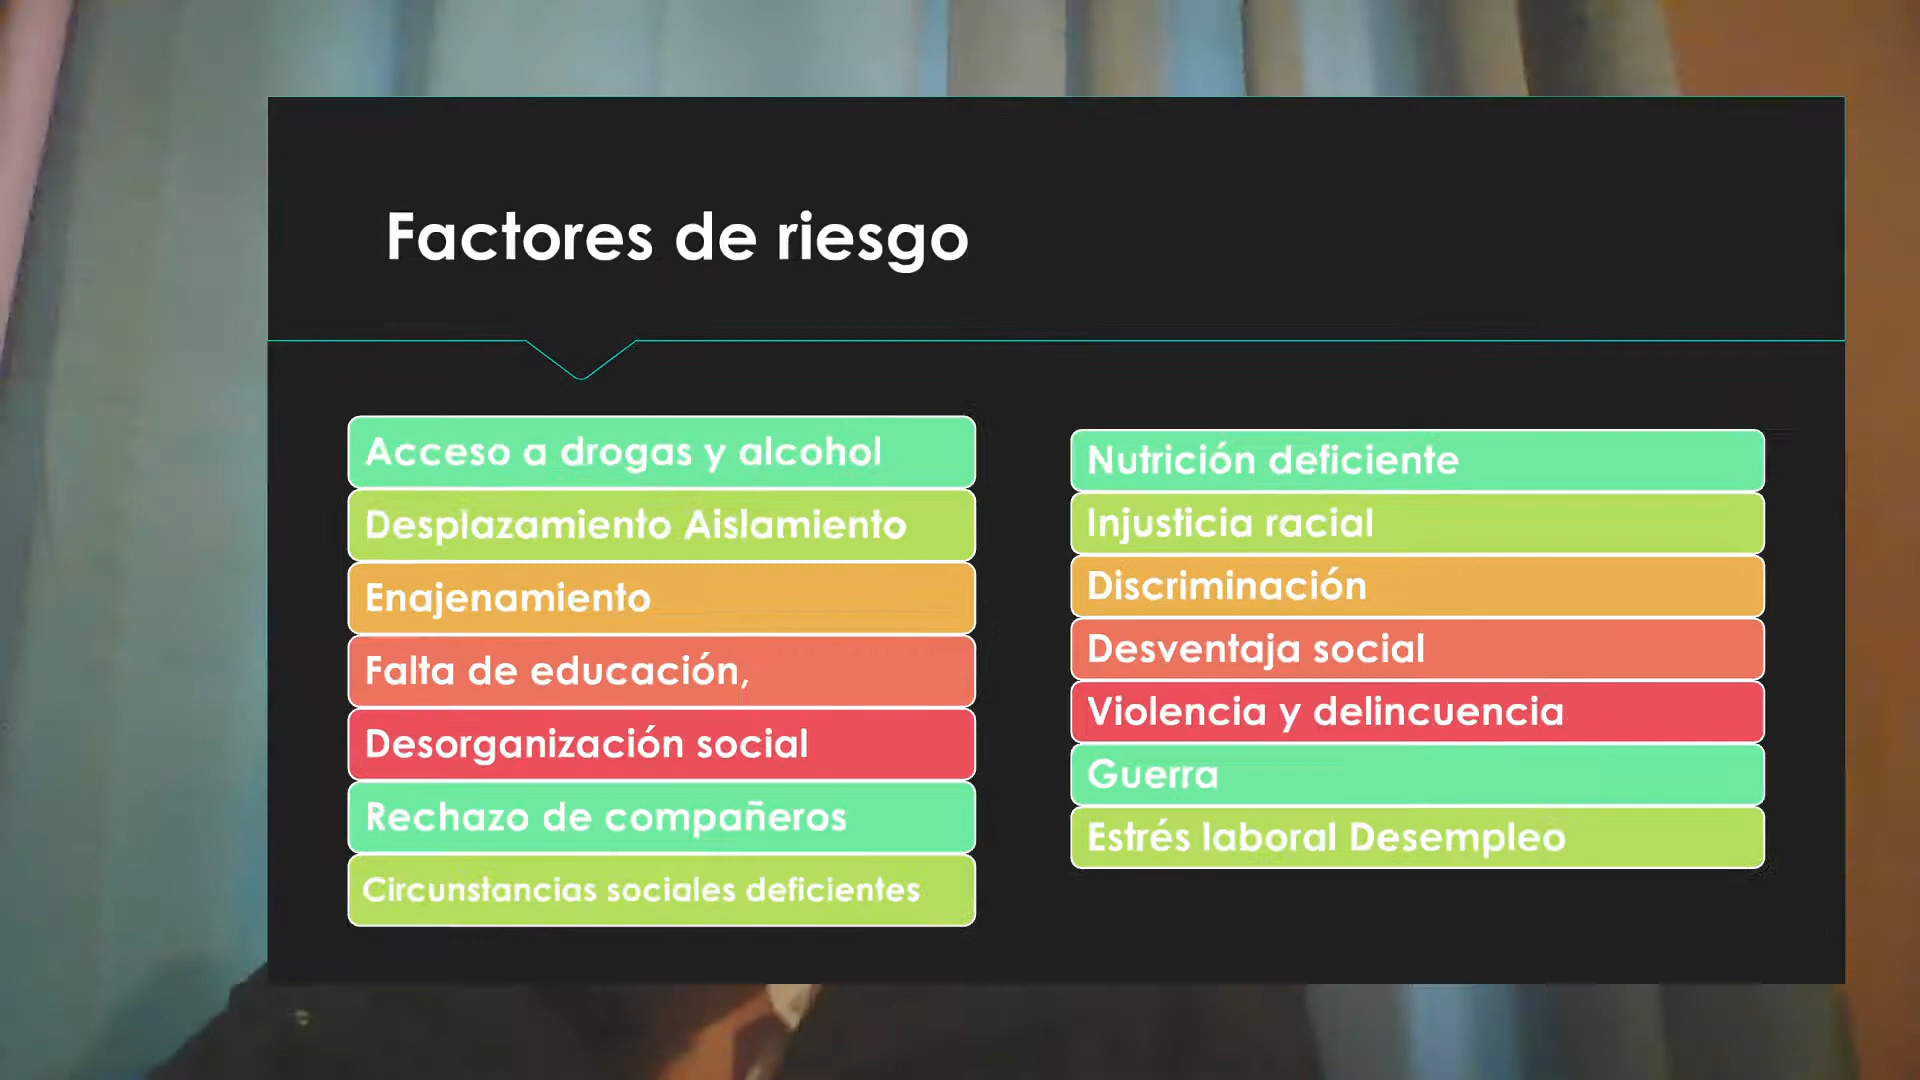 Factores de riesgo
Acceso a drogas y alcohol
Desplazamiento Aislamiento
Enajenamiento
Falta de educación,
Desorganización social
Rechazo de compañeros
Circunstancias sociales deficientes
Nutrición deficiente
Injusticia racial
Discriminación
Desventaja social
Violencia y delincuencia
Guerra
Estrés laboral Desempleo